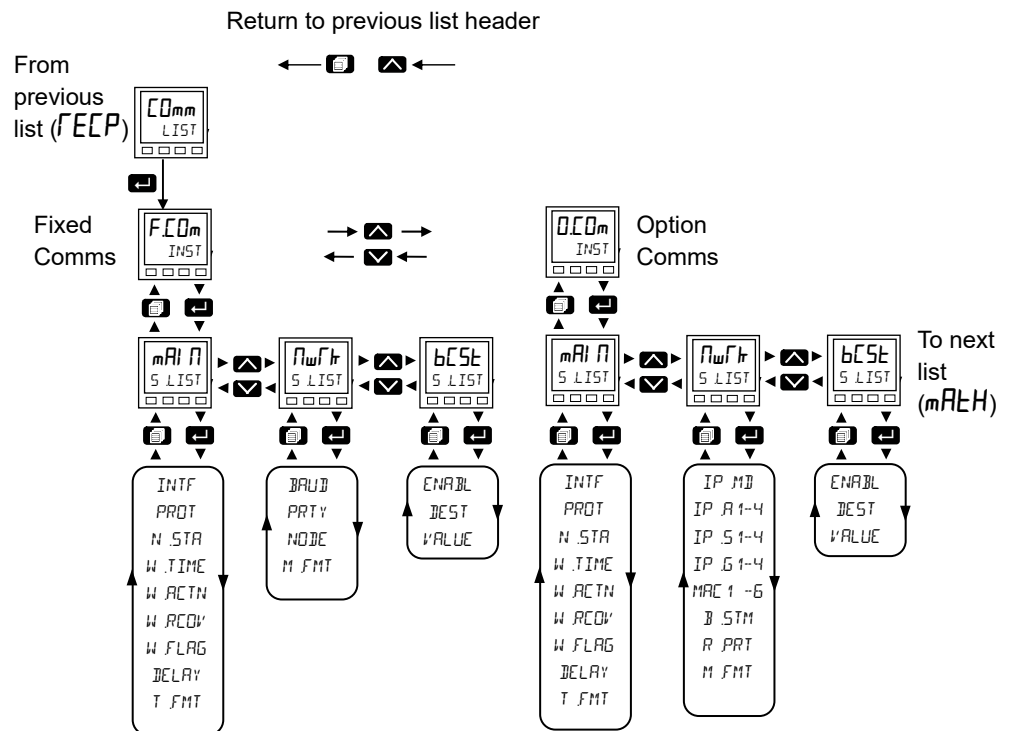 Return to previous list header
From
previous
list (rECP)
COmm
LIST
Fixed
Comms
F.COm
INST
O.COm
INST
Option
Comms
mAIn
S.LIST
nwrk
S.LIST
bCSt
S.LIST
mAIn
S.LIST
nwrk
S.LIST
bCSt
S.LIST
To next
list
(mAtH)
INTF
PROT
N.STA
W.TIME
W.ACTN
W.RCOV
W.FLAG
DELAY
T.FMT
BAUD
PRTY
NODE
M.FMT
ENABL
DEST
VALUE
INTF
PROT
N.STA
W.TIME
W.ACTN
W.RCOV
W.FLAG
DELAY
T.FMT
IP.MD
IP.A1-4
IP.S1-4
IP.G1-4
MAC1-6
B.STM
R.PRT
M.FMT
ENABL
DEST
VALUE